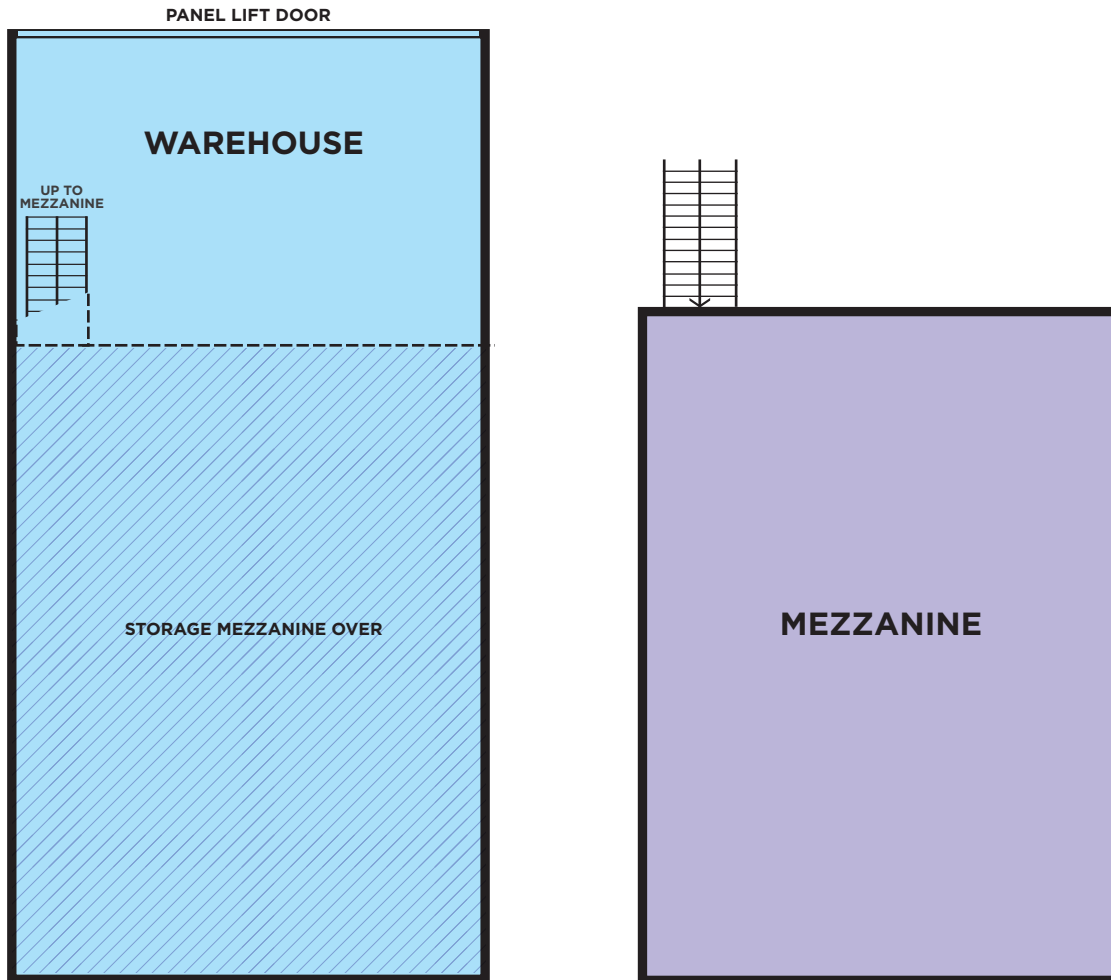 PANEL LIFT DOOR
WAREHOUSE
UP TO
MEZZANINE
STORAGE MEZZANINE OVER
MEZZANINE